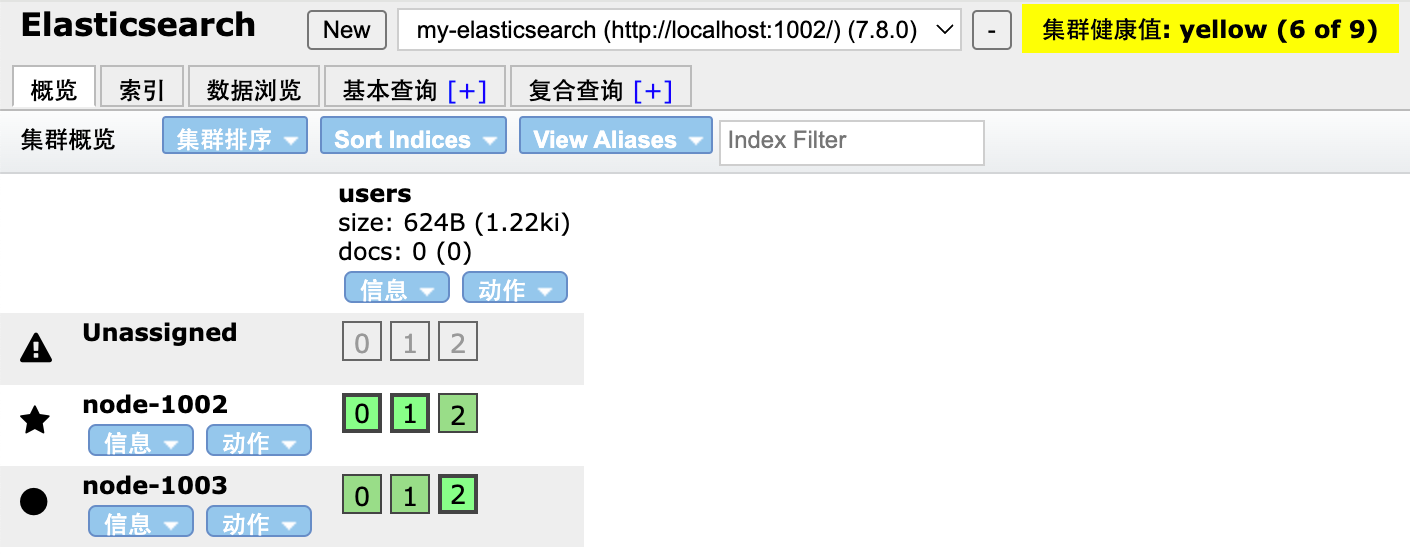 Elasticsearch New my-elasticsearch (http://localhost:1002/) (7.8.0) - 集群健康值: yellow (6 of 9)
概览 索引 数据浏览 基本查询 [+] 复合查询 [+]
集群概览 集群排序 Sort Indices View Aliases Index Filter
users
size: 624B (1.22ki)
docs: 0 (0)
信息 动作
Unassigned 0 1 2
node-1002 0 1 2
信息 动作
node-1003 0 1 2
信息 动作